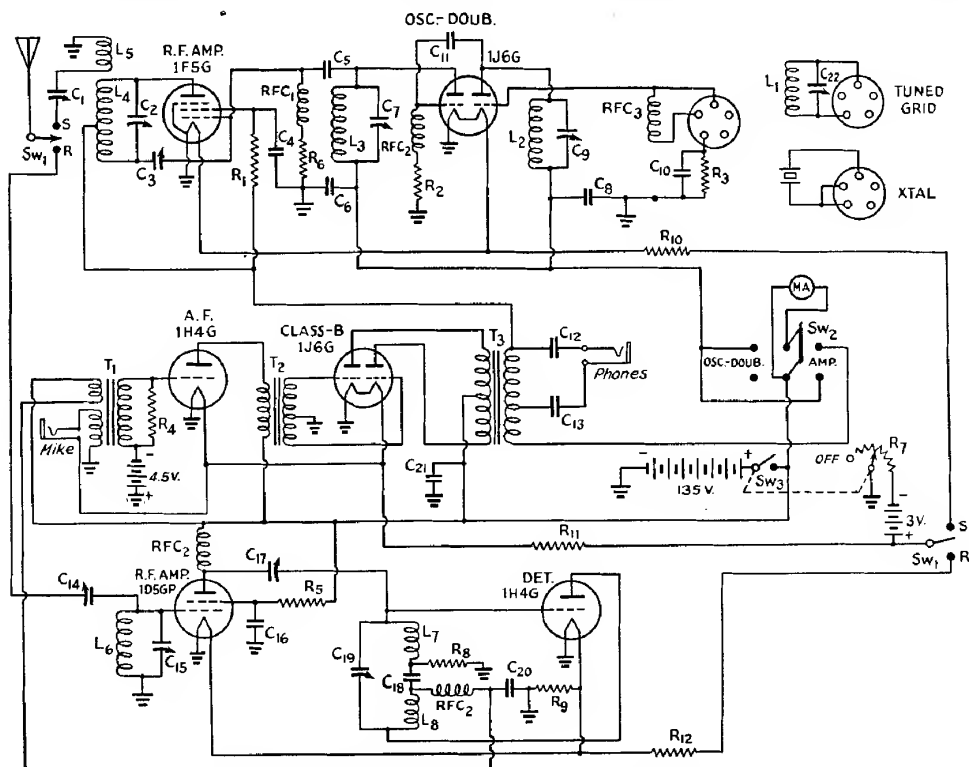 OSC.- DOUB.
1J6G
R.F. AMP.
1F5G
L5
L4
C1
C2
C3
S
Sw1
R
R1
C4
RFC1
R6
C5
C6
L3
C7
C11
RFC2
R2
L2
C9
C8
RFC3
C10
R3
L1
C22
TUNED
GRID
XTAL
R10
A.F.
1H4G
CLASS-B
1J6G
T1
T2
T3
Mike
R4
-
4.5V.
+
C12
Phones
C13
C21
MA
Sw2
OSC.-DOUB.
AMP.
-
+
135 V.
Sw3
OFF
R7
-
3V.
+
S
Sw1
R
R11
RFC2
R.F. AMP.
1D5GP
C17
C14
L6
C15
C16
R5
DET.
1H4G
C19
L7
R8
C18
RFC2
L8
C20
R9
R12